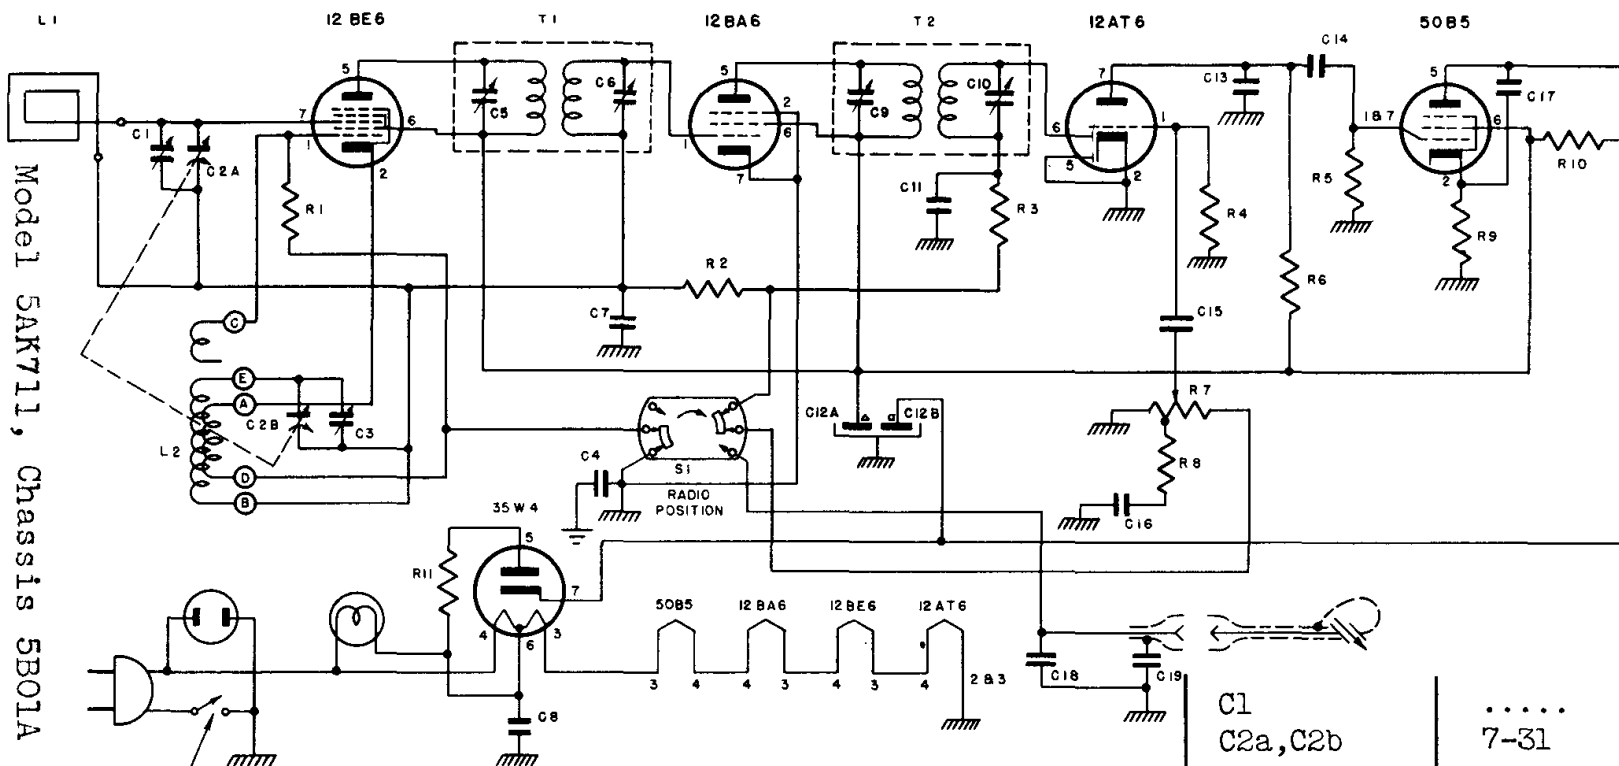 L1
12BE6
T1
12BA6
T2
12AT6
50B5
5
C5
C6
5
2
6
C9
C10
7
C13
C14
5
C17
7
6
1
2
C1
C2A
1
7
6
5
2
1
1&7
6
2
R10
R1
C11
R3
R4
R5
R9
R2
R6
C7
C15
C
E
A
C2B
C3
L2
D
B
C12A
Δ
C12B
R7
S1
RADIO
POSITION
C4
R8
C16
35W4
5
R11
7
4
6
3
50B5
12BA6
12BE6
12AT6
3
4
4
3
4
3
4
2&3
C8
C18
C19
C1
C2a,C2b
.....
7-31
Model 5AK711, Chassis 5B01A